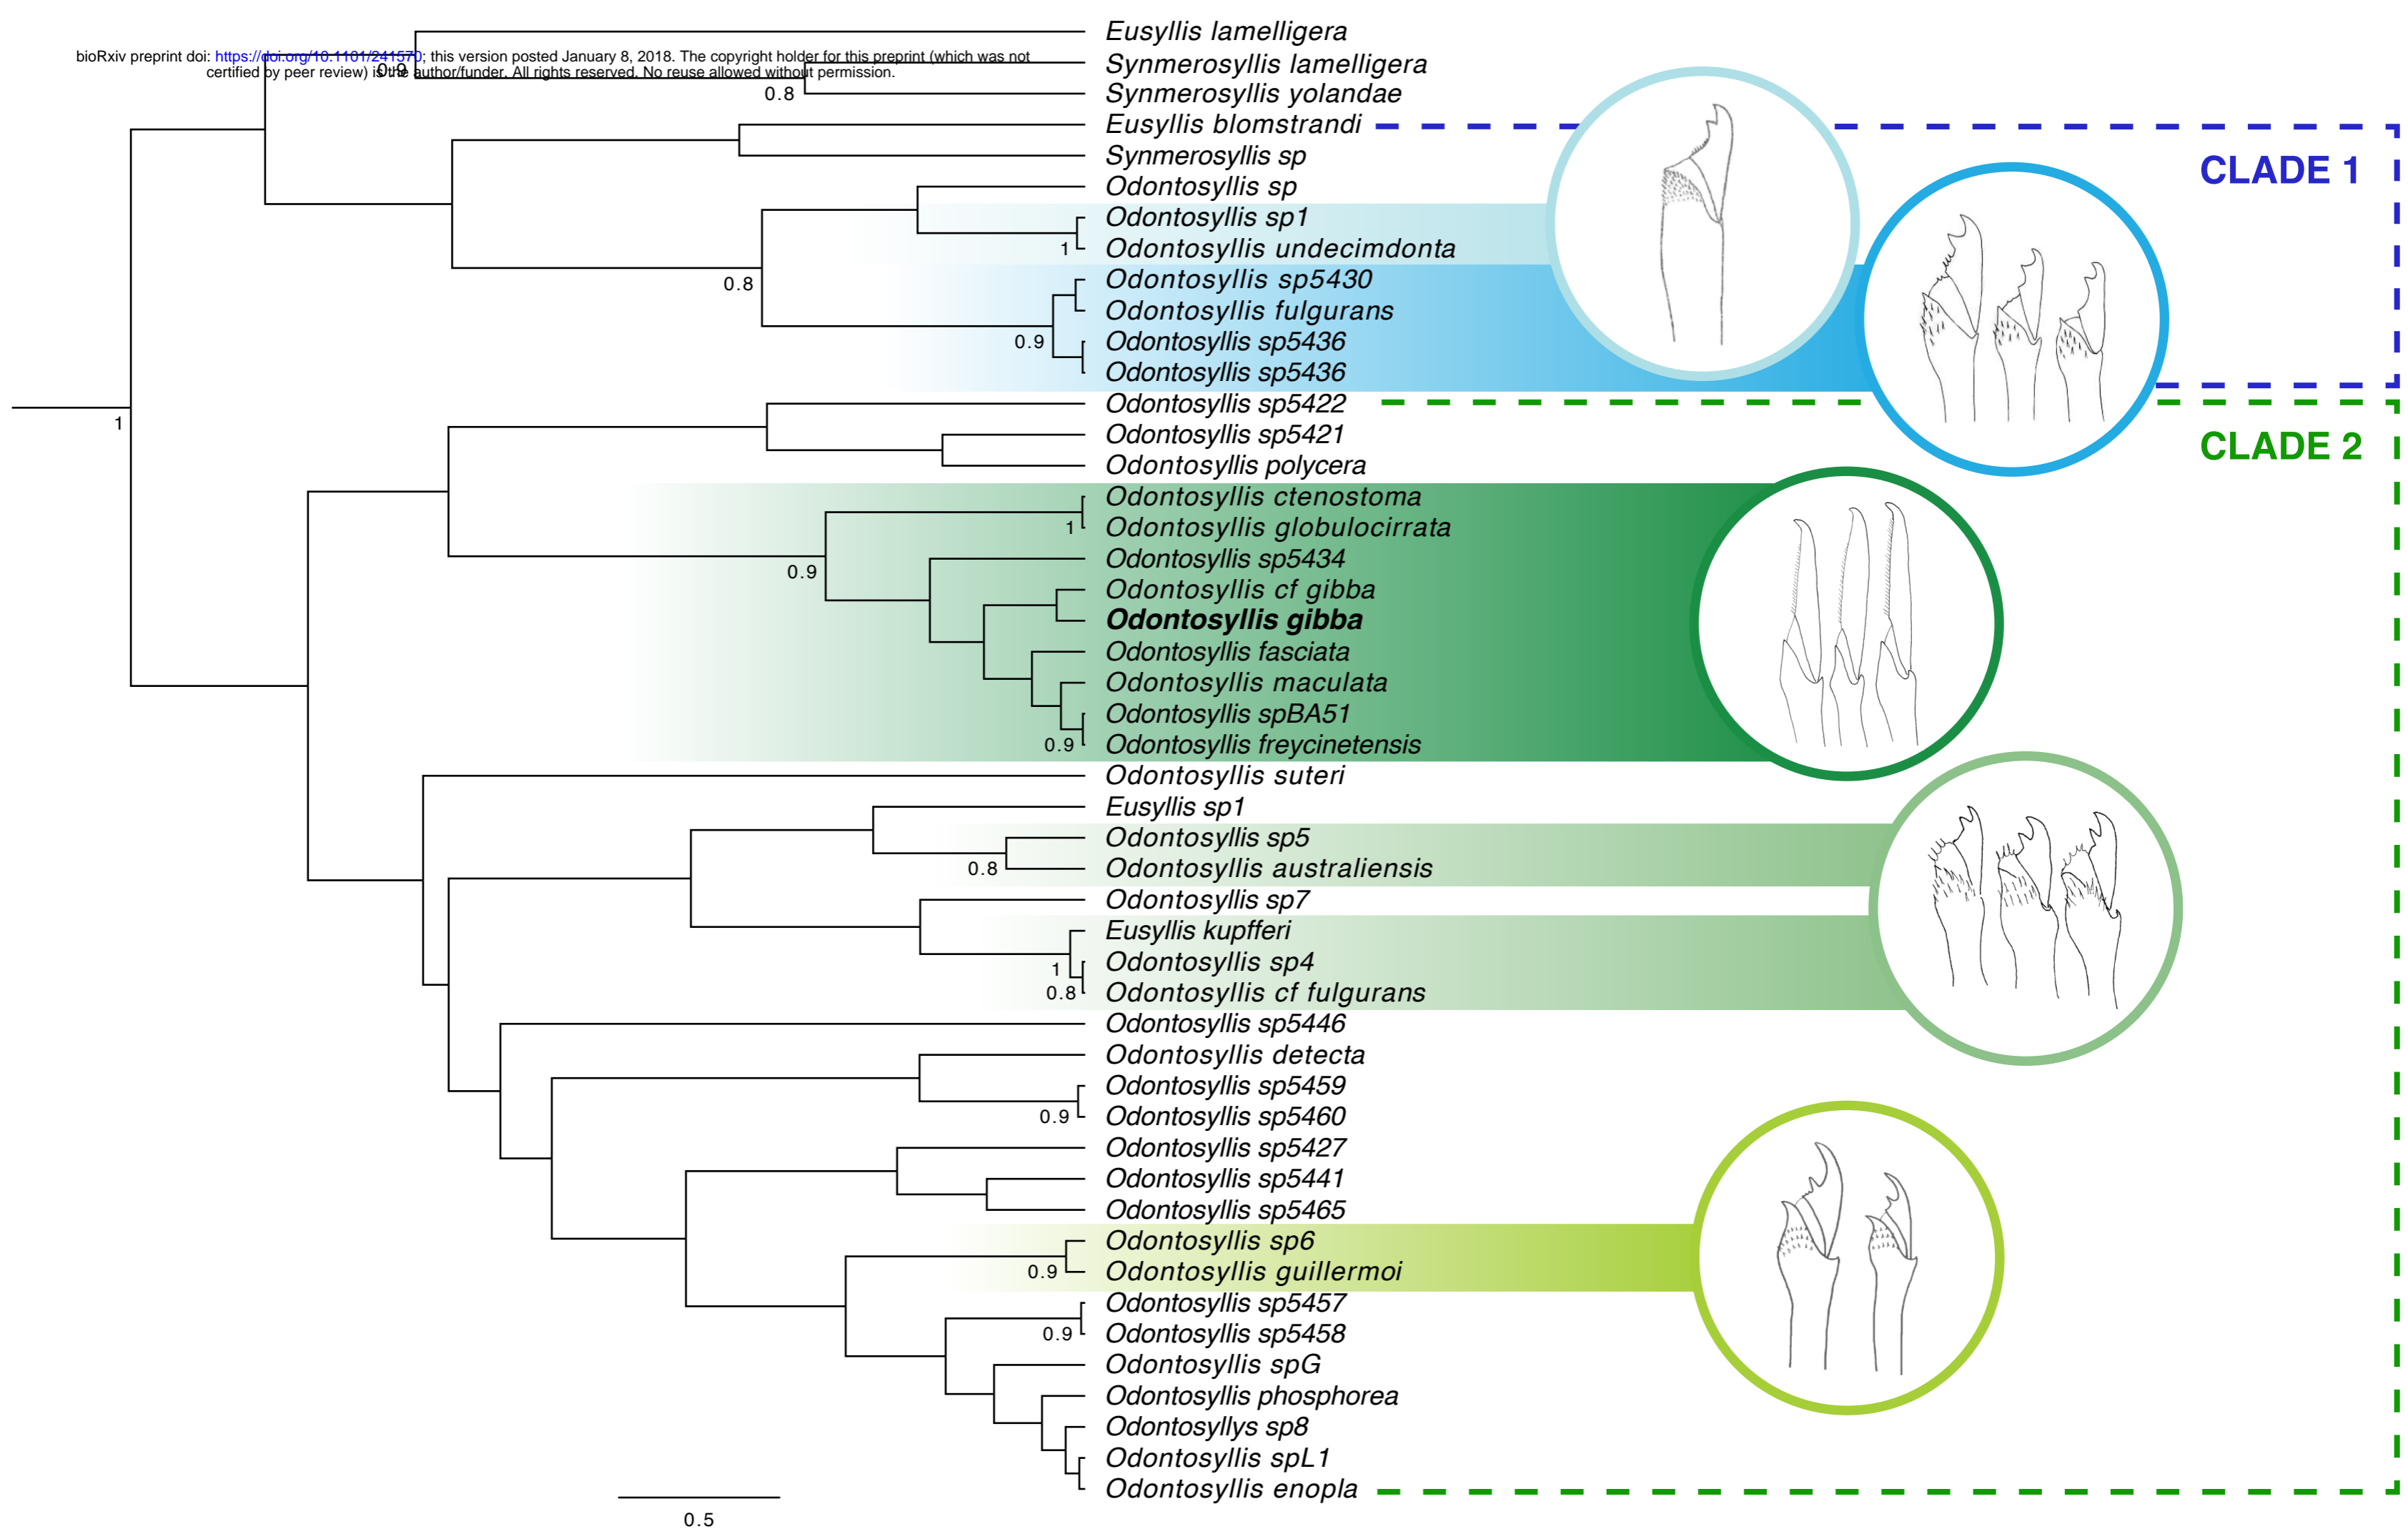 Eusyllis lamelligera
bioRxiv preprint doi: https://doi.org/10.1101/241570; this version posted January 8, 2018. The copyright holder for this preprint (which was not
certified by peer review) is the author/funder. All rights reserved. No reuse allowed without permission.
0.9
Synmerosyllis lamelligera
0.8
Synmerosyllis yolandae
Eusyllis blomstrandi
CLADE 1
Synmerosyllis sp
Odontosyllis sp
Odontosyllis sp1
1
Odontosyllis undecimdonta
0.8
Odontosyllis sp5430
Odontosyllis fulgurans
0.9
Odontosyllis sp5436
Odontosyllis sp5436
1
Odontosyllis sp5422
CLADE 2
Odontosyllis sp5421
Odontosyllis polycera
Odontosyllis ctenostoma
1
Odontosyllis globulocirrata
0.9
Odontosyllis sp5434
Odontosyllis cf gibba
Odontosyllis gibba
Odontosyllis fasciata
Odontosyllis maculata
Odontosyllis spBA51
0.9
Odontosyllis freycinetensis
Odontosyllis suteri
Eusyllis sp1
Odontosyllis sp5
0.8
Odontosyllis australiensis
Odontosyllis sp7
Eusyllis kupfferi
1
Odontosyllis sp4
0.8
Odontosyllis cf fulgurans
Odontosyllis sp5446
Odontosyllis detecta
Odontosyllis sp5459
0.9
Odontosyllis sp5460
Odontosyllis sp5427
Odontosyllis sp5441
Odontosyllis sp5465
Odontosyllis sp6
0.9
Odontosyllis guillermoi
Odontosyllis sp5457
0.9
Odontosyllis sp5458
Odontosyllis spG
Odontosyllis phosphorea
Odontosyllys sp8
Odontosyllis spL1
Odontosyllis enopla
0.5